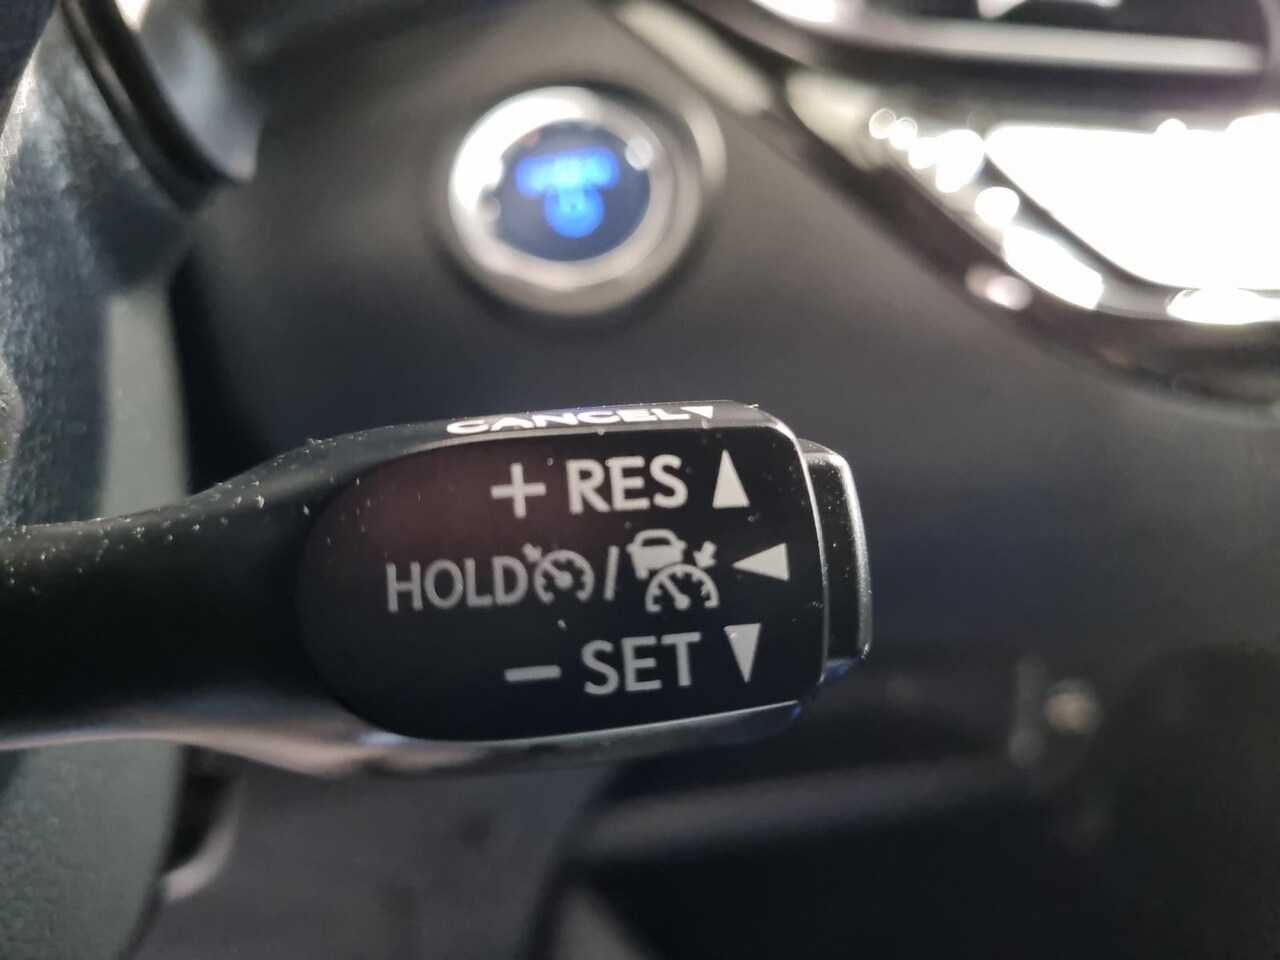 CANCEL
+ RES
HOLD /
− SET